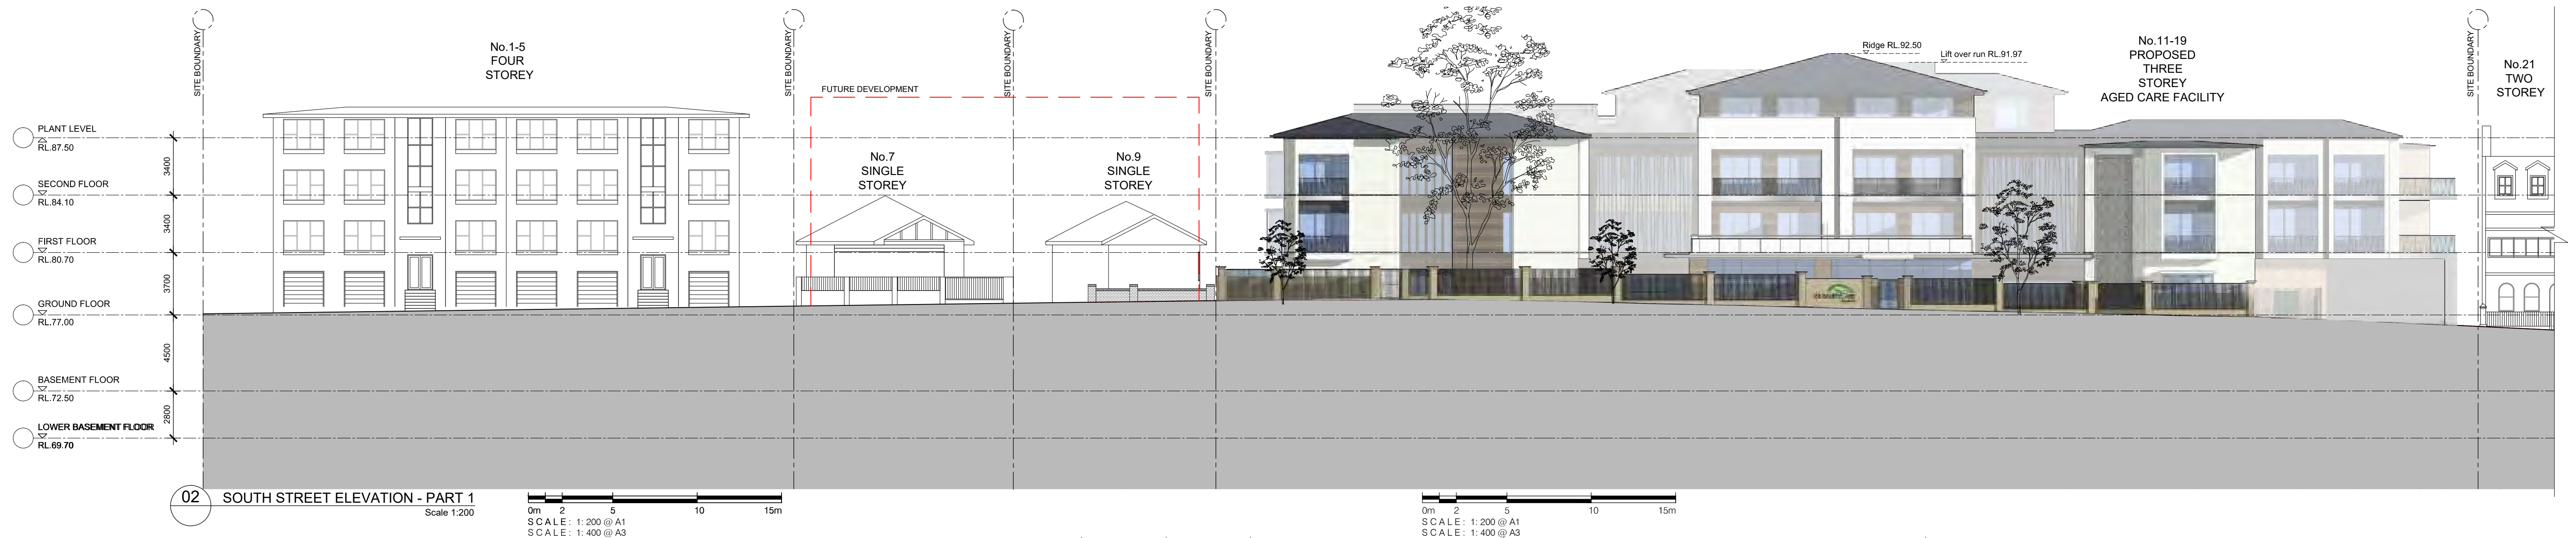 SITE BOUNDARY
SITE BOUNDARY
SITE BOUNDARY
SITE BOUNDARY
SITE BOUNDARY
No.1-5
FOUR
STOREY
FUTURE DEVELOPMENT
No.7
SINGLE
STOREY
No.9
SINGLE
STOREY
Ridge RL.92.50
Lift over run RL.91.97
No.11-19
PROPOSED
THREE
STOREY
AGED CARE FACILITY
No.21
TWO
STOREY
PLANT LEVEL
RL.87.50
3400
SECOND FLOOR
RL.84.10
3400
FIRST FLOOR
RL.80.70
3700
GROUND FLOOR
RL.77.00
4500
BASEMENT FLOOR
RL.72.50
2800
LOWER BASEMENT FLOOR
RL.69.70
02 SOUTH STREET ELEVATION - PART 1
Scale 1:200
0m 2 5 10 15m
SCALE: 1: 200 @ A1
SCALE: 1: 400 @ A3
0m 2 5 10 15m
SCALE: 1: 200 @ A1
SCALE: 1: 400 @ A3